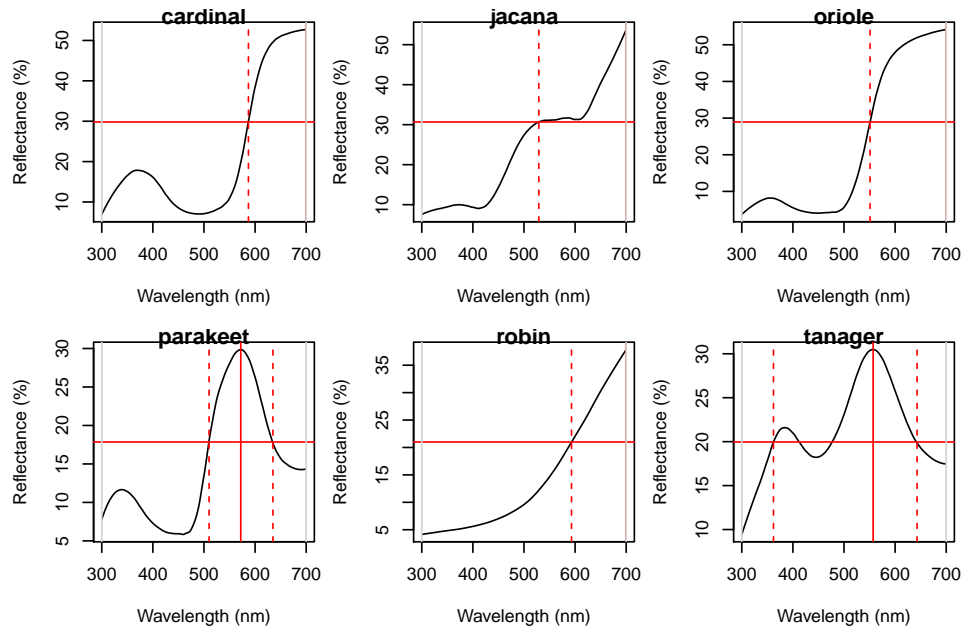 cardinal
Reflectance (%)
10 20 30 40 50
300 400 500 600 700
Wavelength (nm)
jacana
Reflectance (%)
10 20 30 40 50
300 400 500 600 700
Wavelength (nm)
oriole
Reflectance (%)
10 20 30 40 50
300 400 500 600 700
Wavelength (nm)
parakeet
Reflectance (%)
5 10 15 20 25 30
300 400 500 600 700
Wavelength (nm)
robin
Reflectance (%)
5 15 25 35
300 400 500 600 700
Wavelength (nm)
tanager
Reflectance (%)
10 15 20 25 30
300 400 500 600 700
Wavelength (nm)